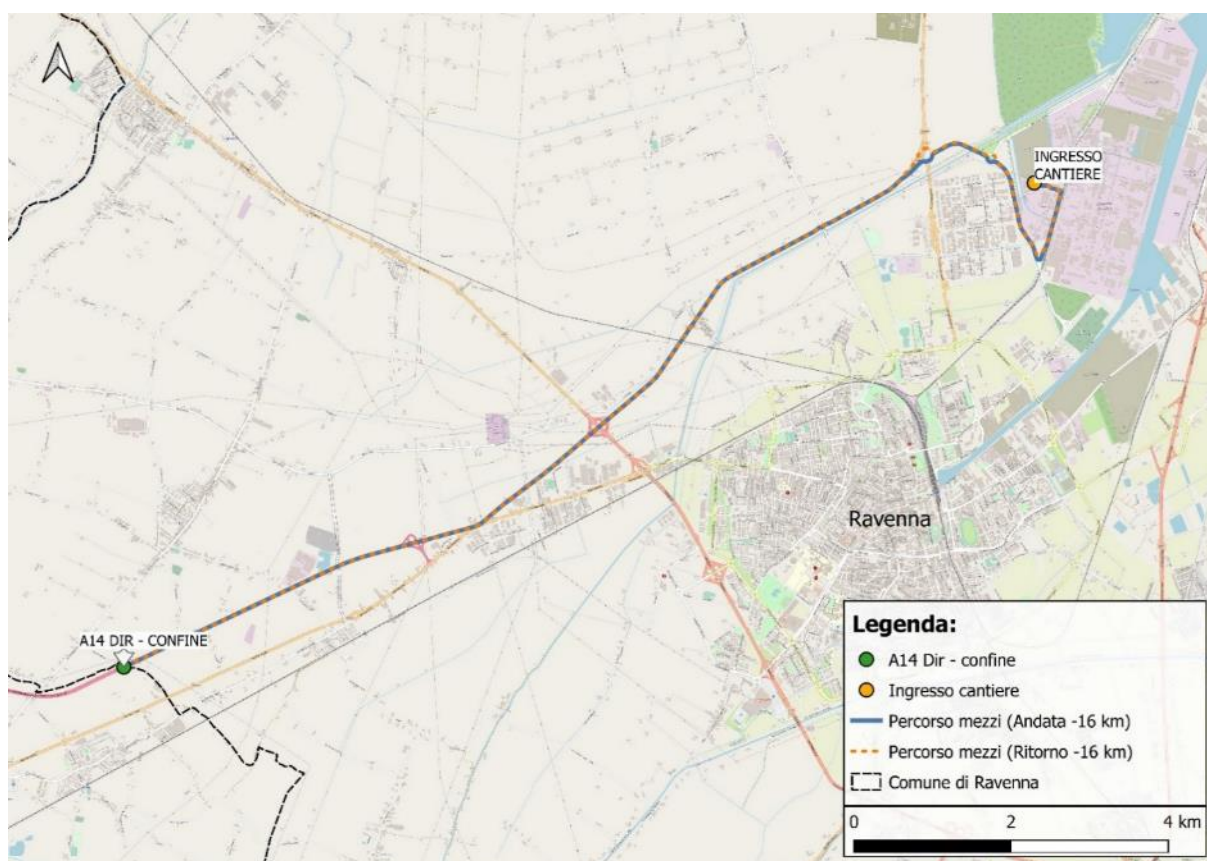 INGRESSO
CANTIERE
Ravenna
A14 DIR - CONFINE
Legenda:
A14 Dir - confine
Ingresso cantiere
Percorso mezzi (Andata -16 km)
Percorso mezzi (Ritorno -16 km)
Comune di Ravenna
0 2 4 km